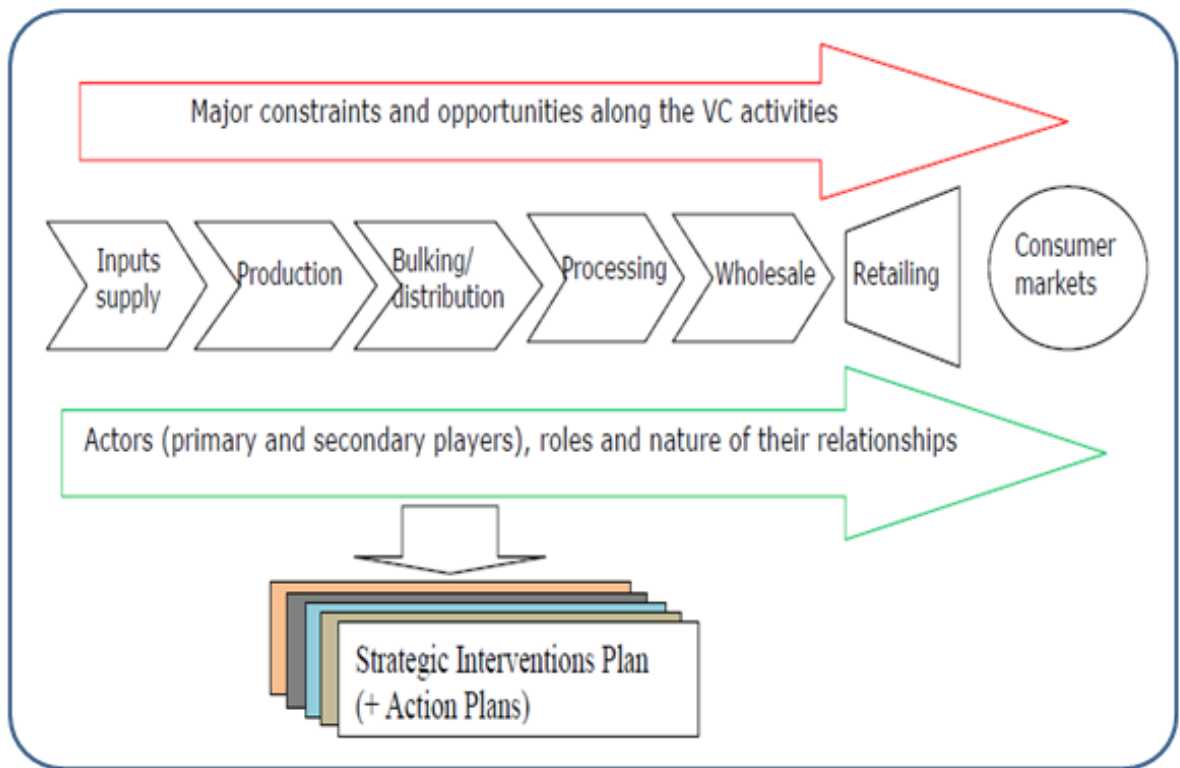 Major constraints and opportunities along the VC activities
Inputs
supply
Production
Bulking/
distribution
Processing
Wholesale
Retailing
Consumer
markets
Actors (primary and secondary players), roles and nature of their relationships
Strategic Interventions Plan
(+ Action Plans)